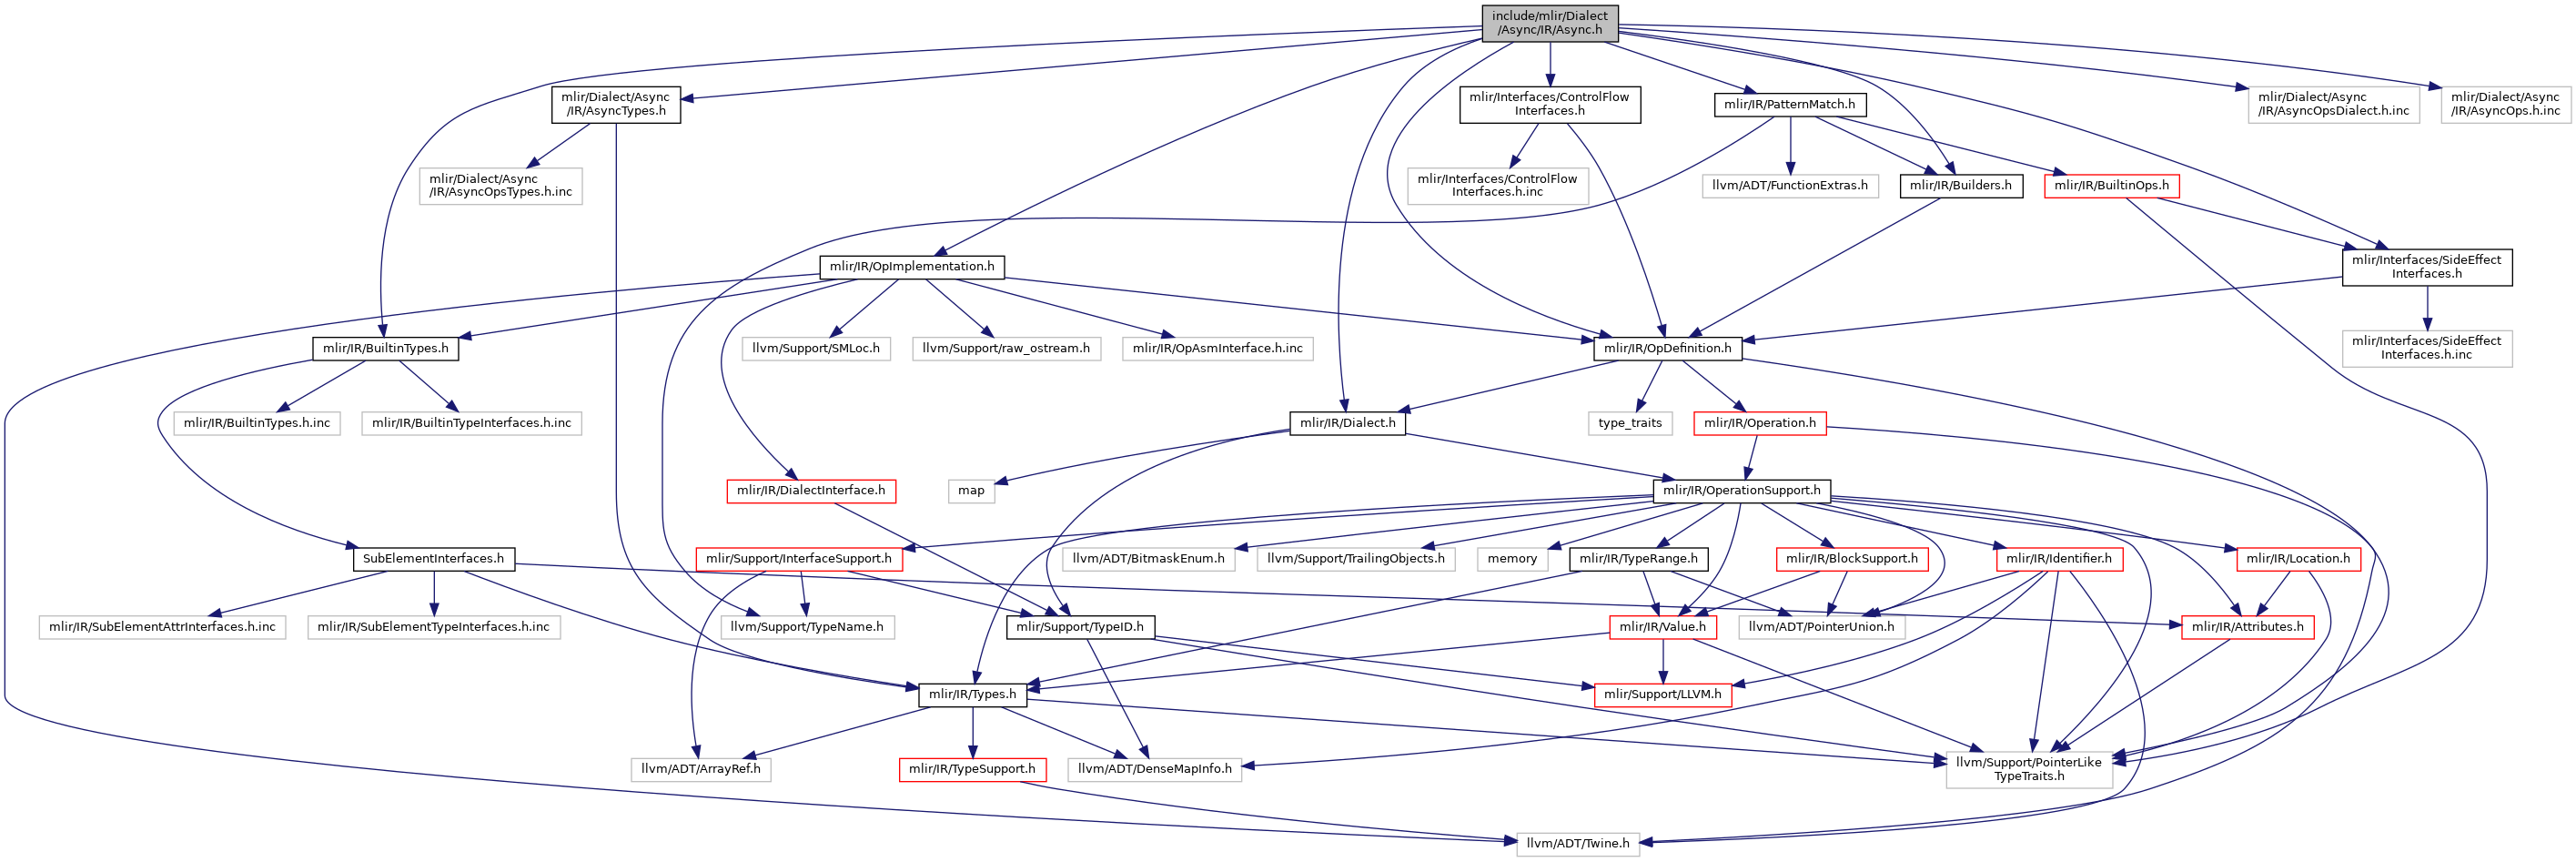 include/mlir/Dialect
/Async/IR/Async.h
mlir/Dialect/Async
/IR/AsyncTypes.h
mlir/Interfaces/ControlFlow
Interfaces.h
mlir/IR/PatternMatch.h
mlir/Dialect/Async
/IR/AsyncOpsDialect.h.inc
mlir/Dialect/Async
/IR/AsyncOps.h.inc
mlir/Dialect/Async
/IR/AsyncOpsTypes.h.inc
mlir/Interfaces/ControlFlow
Interfaces.h.inc
llvm/ADT/FunctionExtras.h
mlir/IR/Builders.h
mlir/IR/BuiltinOps.h
mlir/IR/OpImplementation.h
mlir/Interfaces/SideEffect
Interfaces.h
mlir/IR/BuiltinTypes.h
llvm/Support/SMLoc.h
llvm/Support/raw_ostream.h
mlir/IR/OpAsmInterface.h.inc
mlir/IR/OpDefinition.h
mlir/Interfaces/SideEffect
Interfaces.h.inc
mlir/IR/BuiltinTypes.h.inc
mlir/IR/BuiltinTypeInterfaces.h.inc
mlir/IR/Dialect.h
type_traits
mlir/IR/Operation.h
mlir/IR/DialectInterface.h
map
mlir/IR/OperationSupport.h
SubElementInterfaces.h
mlir/Support/InterfaceSupport.h
llvm/ADT/BitmaskEnum.h
llvm/Support/TrailingObjects.h
memory
mlir/IR/TypeRange.h
mlir/IR/BlockSupport.h
mlir/IR/Identifier.h
mlir/IR/Location.h
mlir/IR/SubElementAttrInterfaces.h.inc
mlir/IR/SubElementTypeInterfaces.h.inc
llvm/Support/TypeName.h
mlir/Support/TypeID.h
mlir/IR/Value.h
llvm/ADT/PointerUnion.h
mlir/IR/Attributes.h
mlir/IR/Types.h
mlir/Support/LLVM.h
llvm/ADT/ArrayRef.h
mlir/IR/TypeSupport.h
llvm/ADT/DenseMapInfo.h
llvm/Support/PointerLike
TypeTraits.h
llvm/ADT/Twine.h